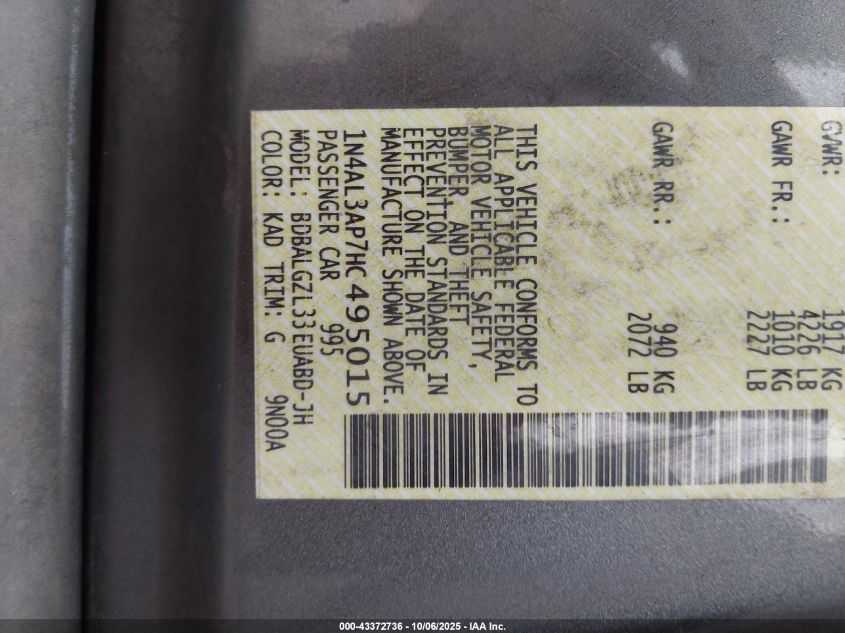 GVWR: 1917 KG
4226 LB
GAWR FR.: 1010 KG
2227 LB
GAWR RR.: 940 KG
2072 LB
THIS VEHICLE CONFORMS TO
ALL APPLICABLE FEDERAL
MOTOR VEHICLE SAFETY,
BUMPER, AND THEFT
PREVENTION STANDARDS IN
EFFECT ON THE DATE OF
MANUFACTURE SHOWN ABOVE.
1N4AL3AP7HC495015
PASSENGER CAR 995
MODEL: BDBALGZL33EUABD-JH
COLOR: KAD TRIM: G 9N00A
000-43372736 - 10/06/2025 - IAA Inc.